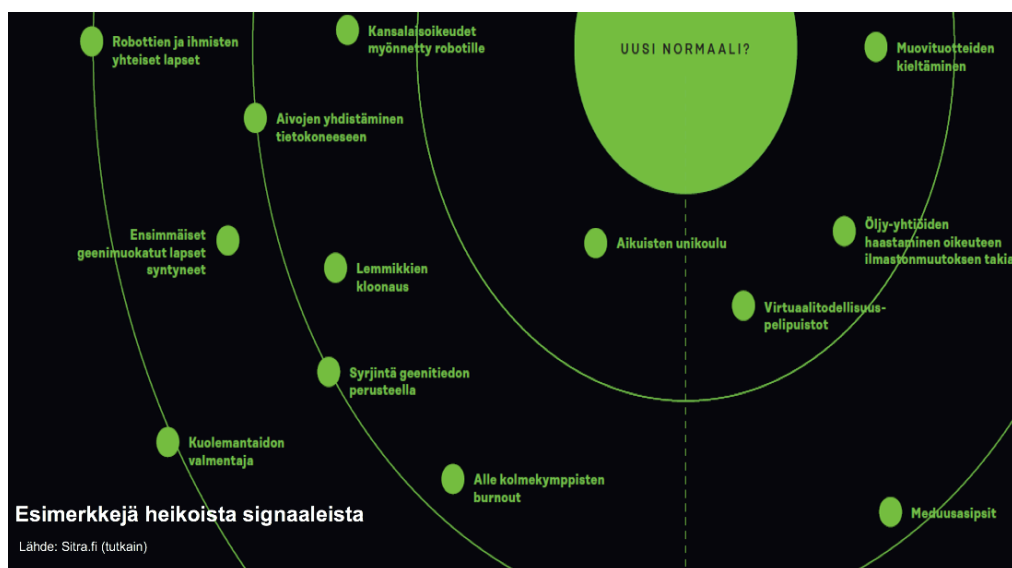 Robottien ja ihmisten
yhteiset lapset
Kansalaisoikeudet
myönnetty robotille
UUSI NORMAALI?
Muovituotteiden
kieltäminen
Aivojen yhdistäminen
tietokoneeseen
Ensimmäiset
geenimuokatut lapset
syntyneet
Lemmikkien
kloonaus
Aikuisten unikoulu
Öljy-yhtiöiden
haastaminen oikeuteen
ilmastonmuutoksen takia
Virtuaalitodellisuus-
pelipuistot
Syrjintä geenitiedon
perusteella
Kuolemantaidon
valmentaja
Alle kolmekymppisten
burnout
Meduusasipsit
Esimerkkejä heikoista signaaleista
Lähde: Sitra.fi (tutkain)